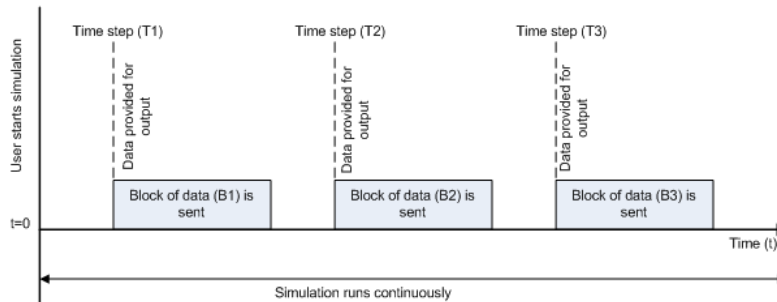 User starts simulation
Time step (T1)
Time step (T2)
Time step (T3)
Data provided for
output
Data provided for
output
Data provided for
output
Block of data (B1) is
sent
Block of data (B2) is
sent
Block of data (B3) is
sent
t=0
Time (t)
Simulation runs continuously